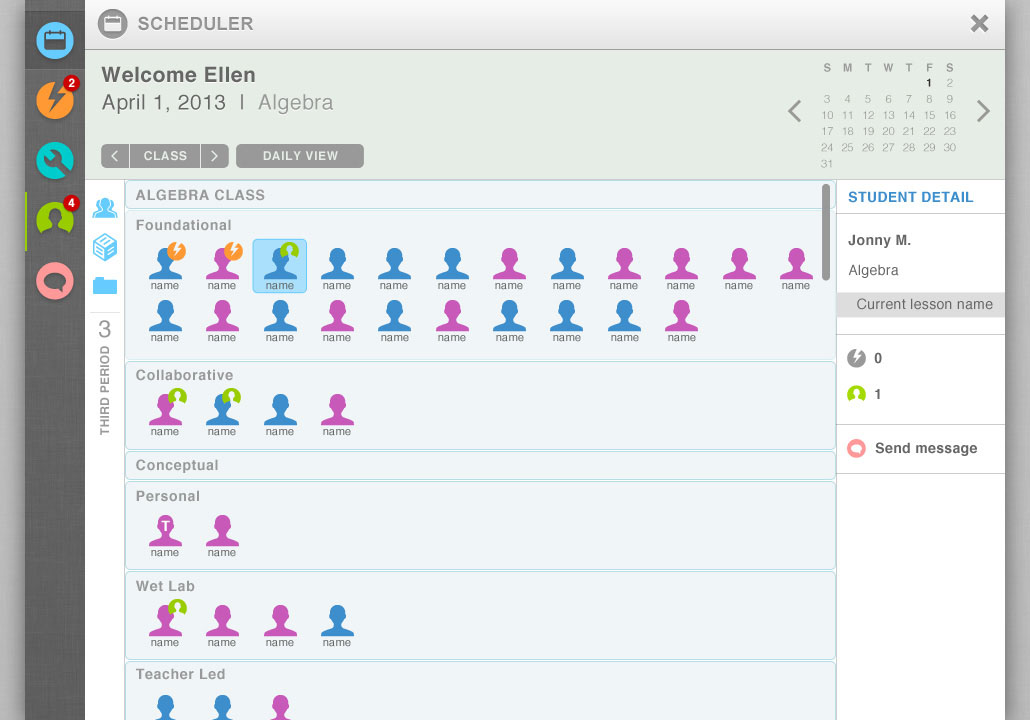 SCHEDULER
2
4
Welcome Ellen
April 1, 2013 | Algebra
CLASS
DAILY VIEW
S M T W T F S
1 2
3 4 5 6 7 8 9
10 11 12 13 14 15 16
17 18 19 20 21 22 23
24 25 26 27 28 29 30
31
3
THIRD PERIOD
ALGEBRA CLASS
Foundational
name name name name name name name name name name name name
name name name name name name name name name name
Collaborative
name name name name
Conceptual
Personal
T
name name
Wet Lab
name name name name
Teacher Led
STUDENT DETAIL
Jonny M.
Algebra
Current lesson name
0
1
Send message